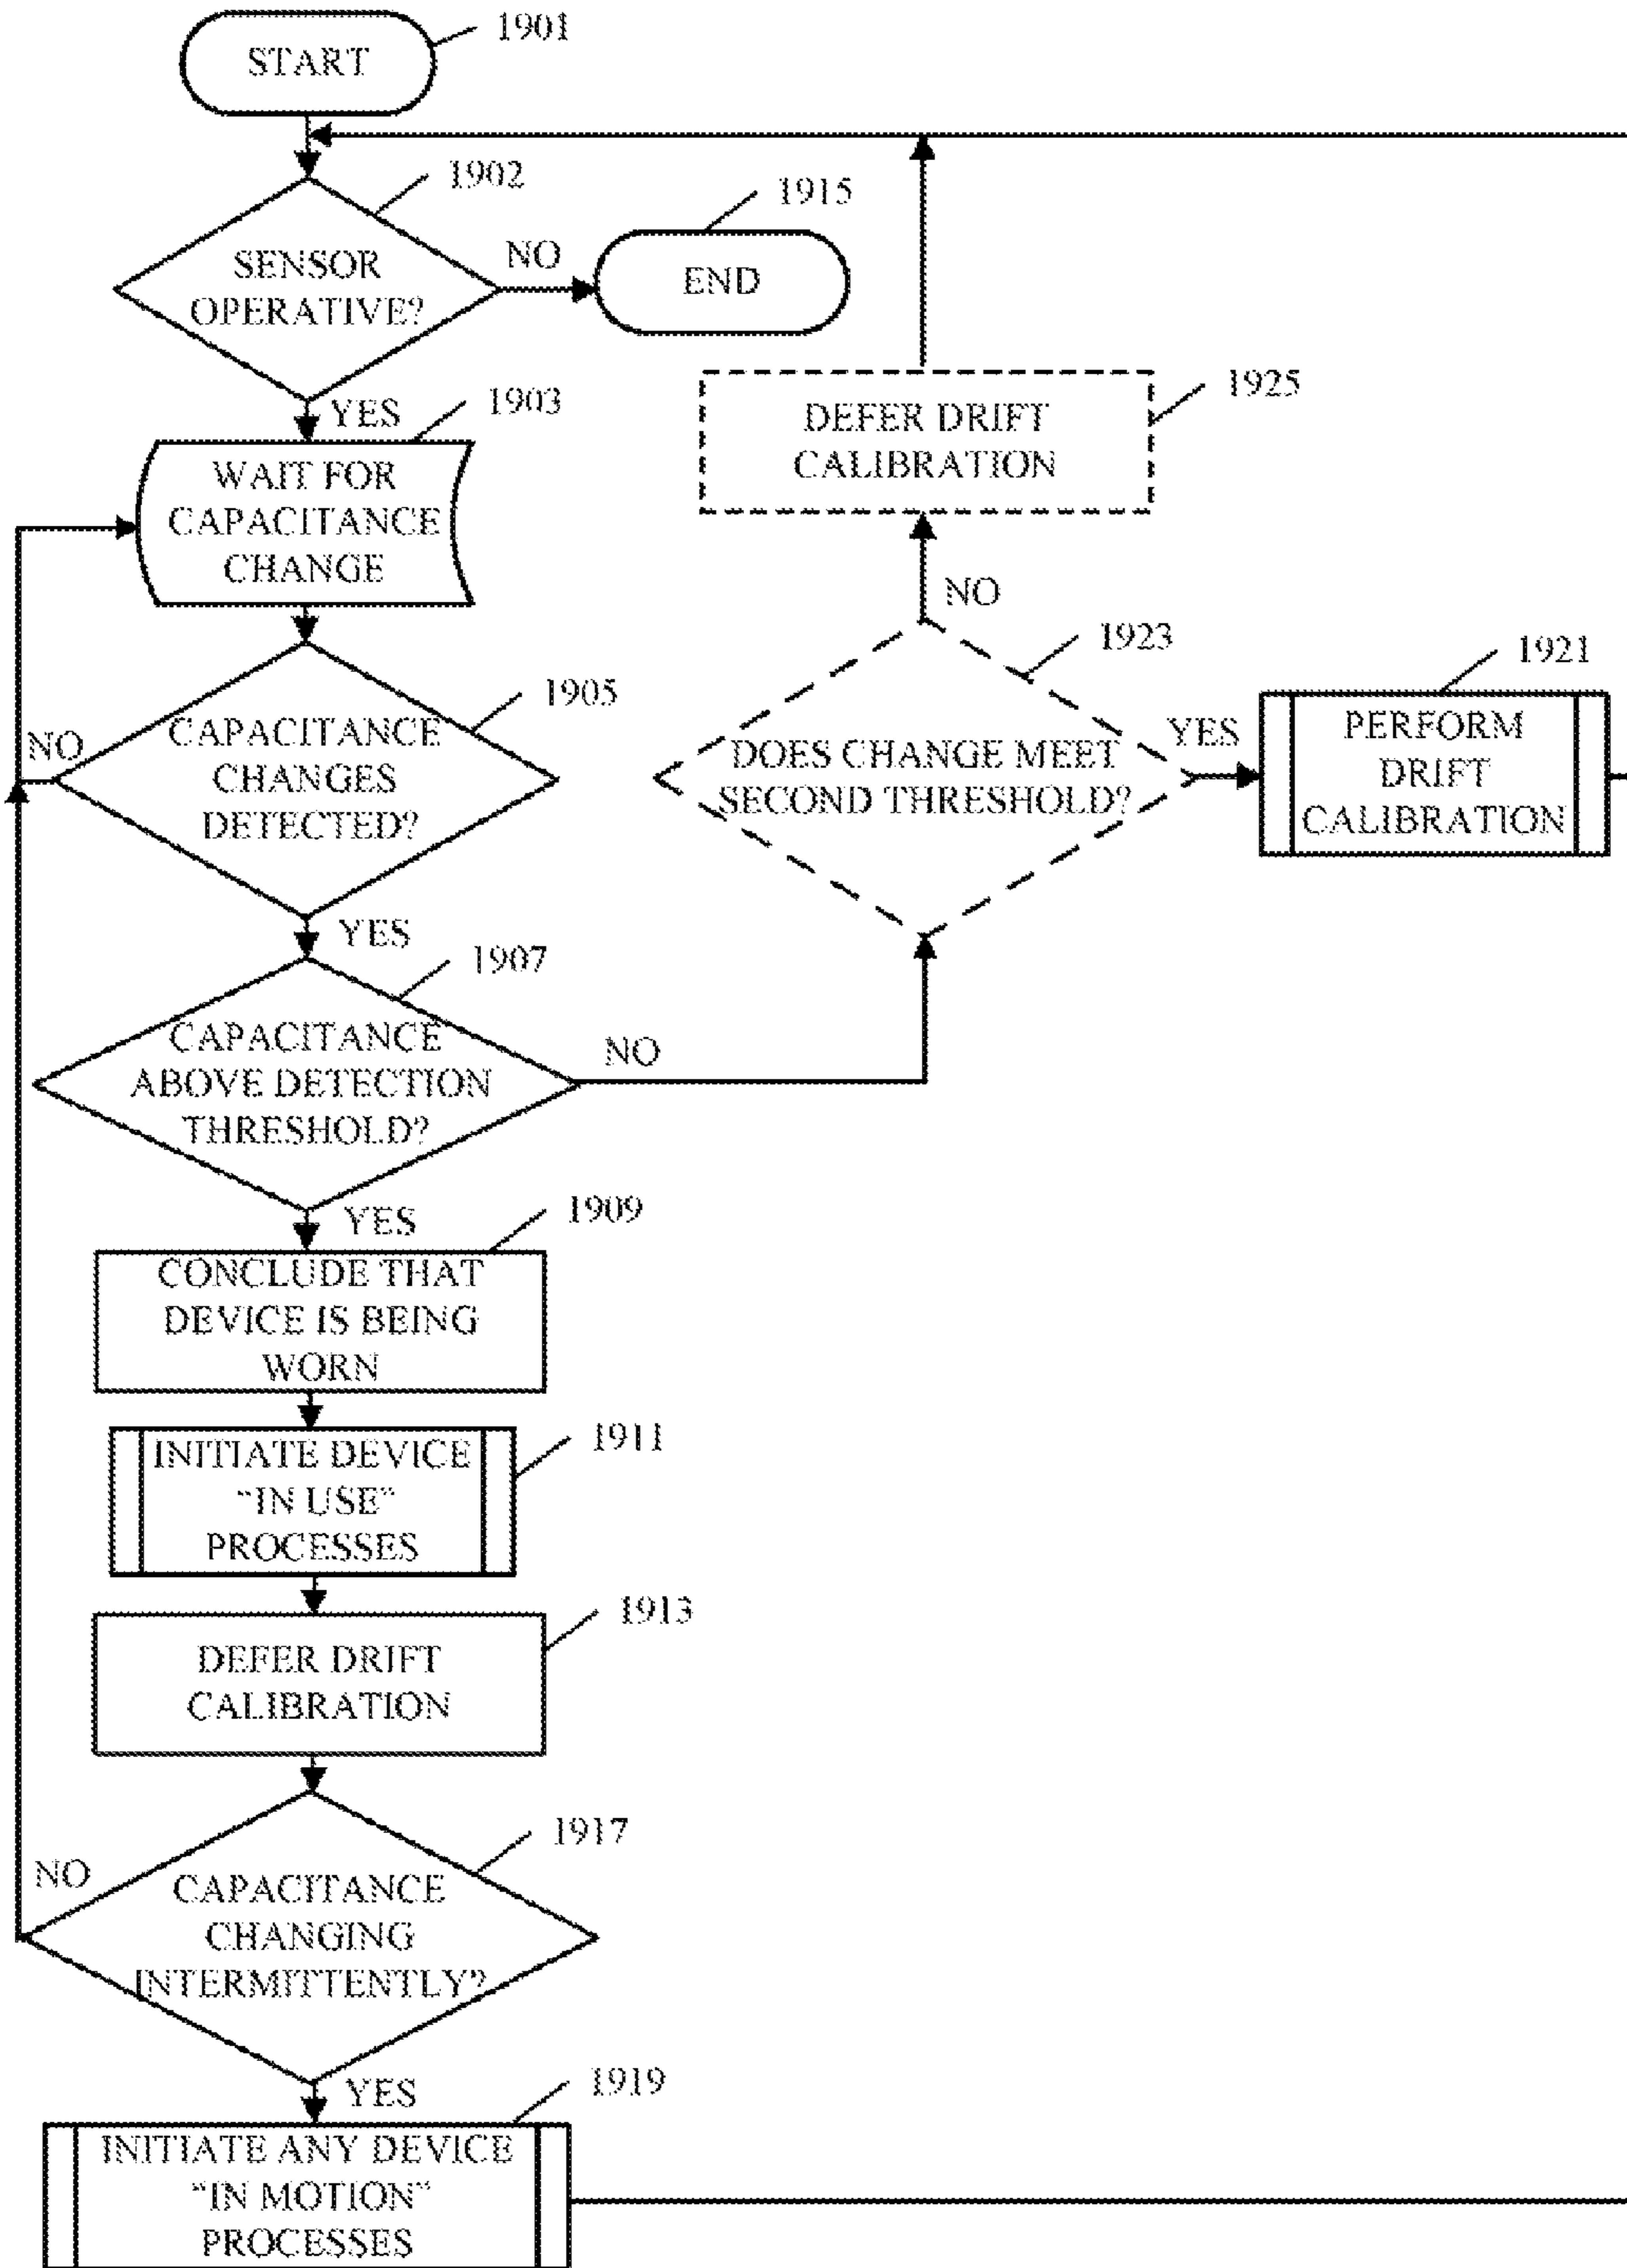 START
1901
1902
SENSOR
OPERATIVE?
NO
1915
END
YES
1903
WAIT FOR
CAPACITANCE
CHANGE
1905
NO
CAPACITANCE
CHANGES
DETECTED?
YES
1907
CAPACITANCE
ABOVE DETECTION
THRESHOLD?
NO
1925
DEFER DRIFT
CALIBRATION
NO
1923
DOES CHANGE MEET
SECOND THRESHOLD?
YES
1921
PERFORM
DRIFT
CALIBRATION
YES
1909
CONCLUDE THAT
DEVICE IS BEING
WORN
1911
INITIATE DEVICE
“IN USE”
PROCESSES
1913
DEFER DRIFT
CALIBRATION
1917
NO
CAPACITANCE
CHANGING
INTERMITTENTLY?
YES
1919
INITIATE ANY DEVICE
“IN MOTION”
PROCESSES